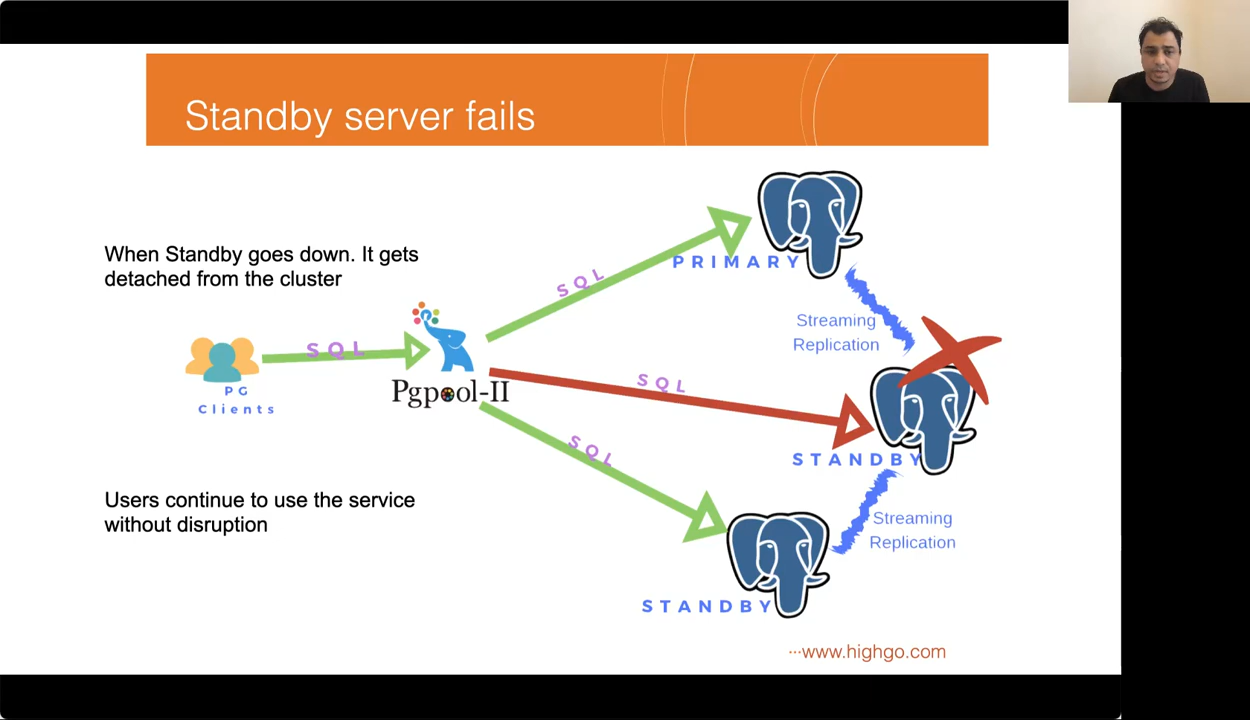 Standby server fails
When Standby goes down. It gets
detached from the cluster
SQL
PRIMARY
Streaming
Replication
SQL
Pgpool-II
PG
Clients
SQL
STANDBY
SQL
Users continue to use the service
without disruption
Streaming
Replication
STANDBY
···www.highgo.com